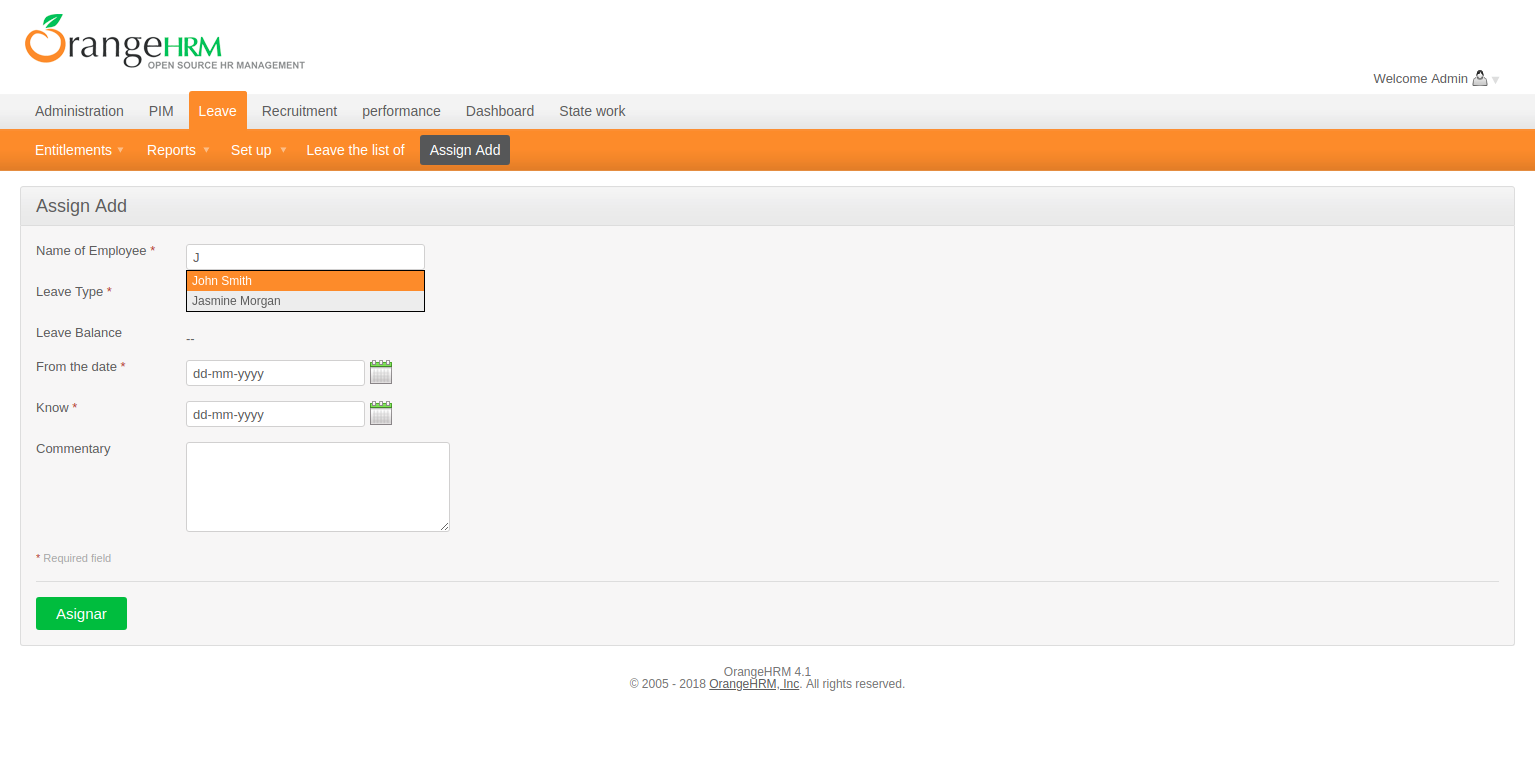 OrangeHRM
OPEN SOURCE HR MANAGEMENT
Welcome Admin
Administration PIM Leave Recruitment performance Dashboard State work
Entitlements Reports Set up Leave the list of Assign Add
Assign Add
Name of Employee * J
John Smith
Leave Type *
Jasmine Morgan
Leave Balance --
From the date * dd-mm-yyyy
Know * dd-mm-yyyy
Commentary
* Required field
Asignar
OrangeHRM 4.1
© 2005 - 2018 OrangeHRM, Inc. All rights reserved.